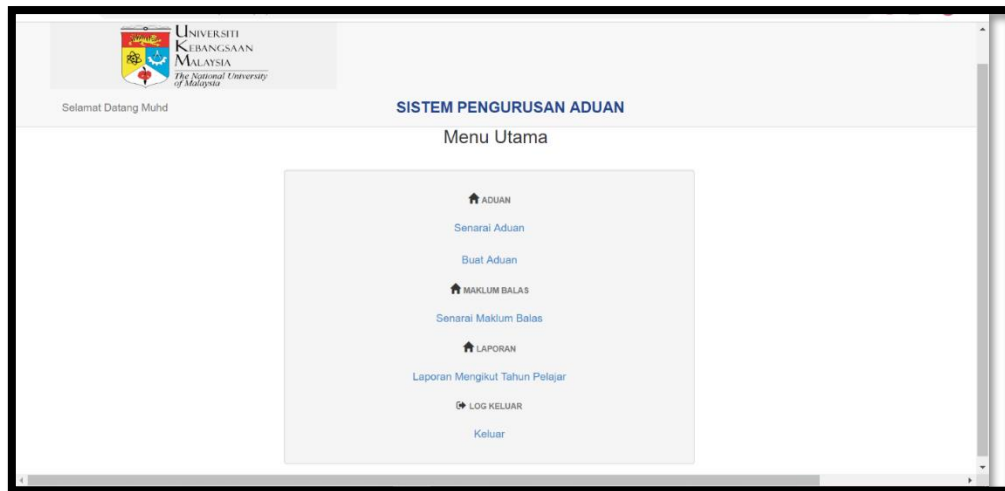 UNIVERSITI
KEBANGSAAN
MALAYSIA
The National University
of Malaysia
Selamat Datang Muhd
SISTEM PENGURUSAN ADUAN
Menu Utama
ADUAN
Senarai Aduan
Buat Aduan
MAKLUM BALAS
Senarai Maklum Balas
LAPORAN
Laporan Mengikut Tahun Pelajar
LOG KELUAR
Keluar